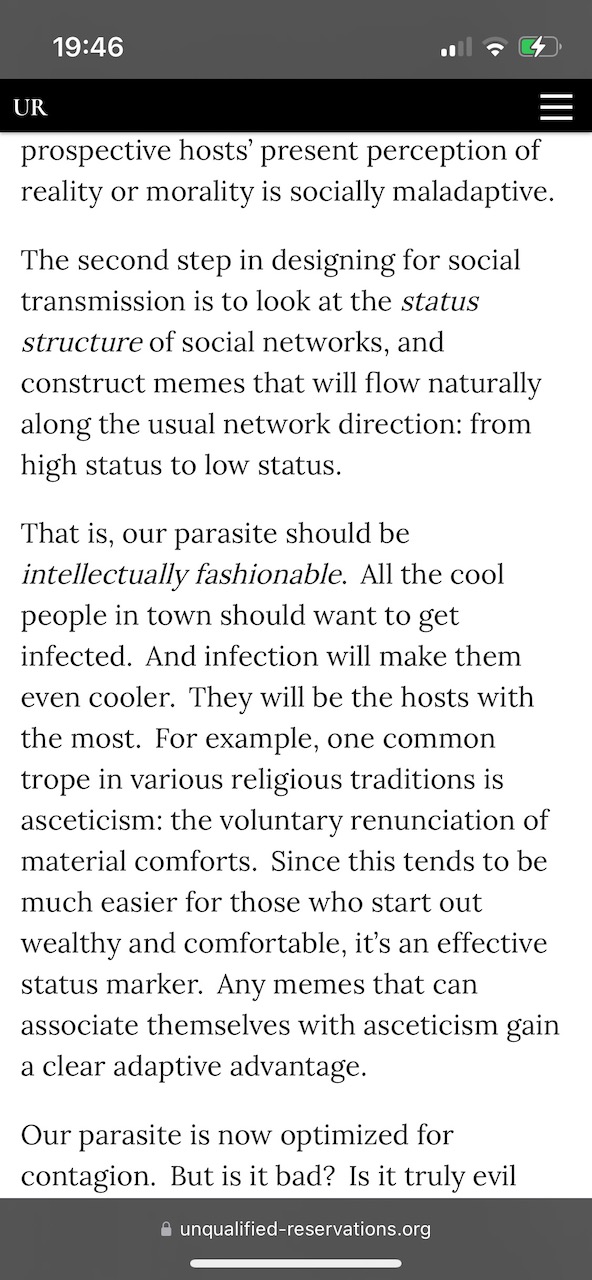 19:46
UR
prospective hosts’ present perception of
reality or morality is socially maladaptive.
The second step in designing for social
transmission is to look at the status
structure of social networks, and
construct memes that will flow naturally
along the usual network direction: from
high status to low status.
That is, our parasite should be
intellectually fashionable.  All the cool
people in town should want to get
infected.  And infection will make them
even cooler.  They will be the hosts with
the most.  For example, one common
trope in various religious traditions is
asceticism: the voluntary renunciation of
material comforts.  Since this tends to be
much easier for those who start out
wealthy and comfortable, it’s an effective
status marker.  Any memes that can
associate themselves with asceticism gain
a clear adaptive advantage.
Our parasite is now optimized for
contagion.  But is it bad?  Is it truly evil
unqualified-reservations.org